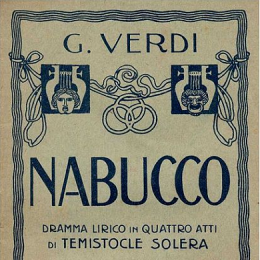 G. VERDI
NABUCCO
DRAMMA LIRICO IN QUATTRO ATTI
DI TEMISTOCLE SOLERA